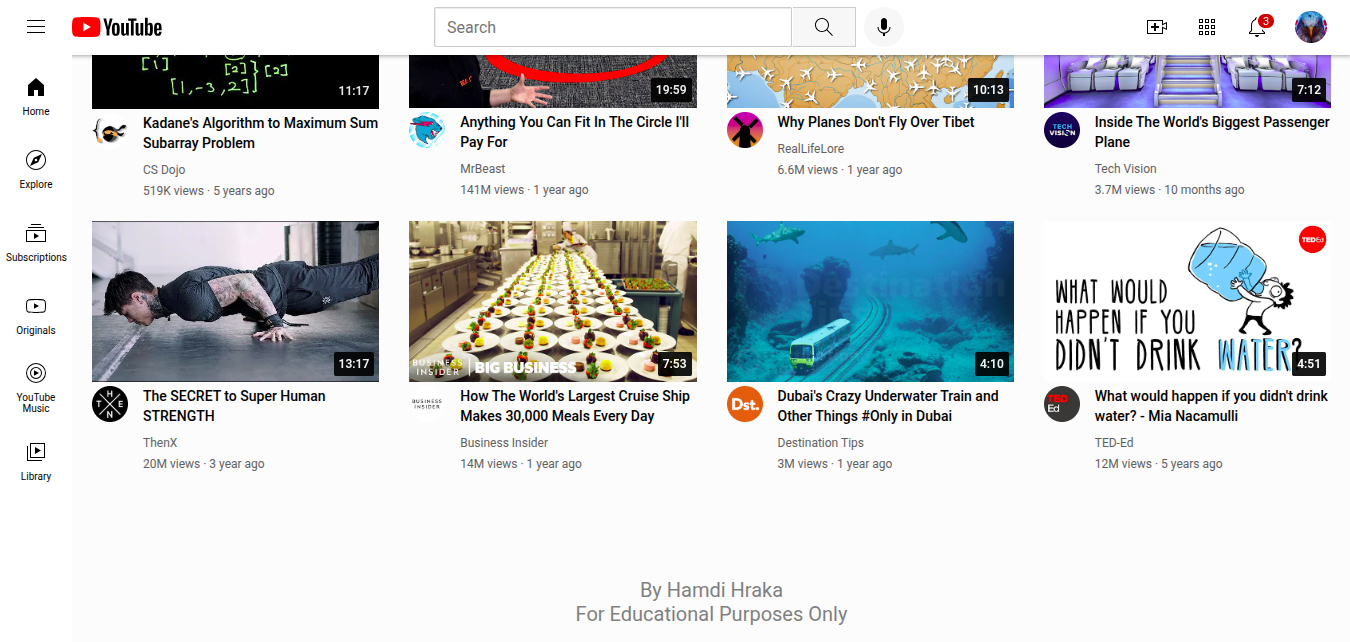 YouTube
Search
3
Home
Explore
Subscriptions
Originals
YouTube
Music
Library
[1]
[2]
[2]
[1,-3,2]
11:17
19:59
10:13
7:12
Kadane's Algorithm to Maximum Sum
Subarray Problem
CS Dojo
519K views · 5 years ago
Anything You Can Fit In The Circle I'll
Pay For
MrBeast
141M views · 1 year ago
Why Planes Don't Fly Over Tibet
RealLifeLore
6.6M views · 1 year ago
TECH
VISION
Inside The World's Biggest Passenger
Plane
Tech Vision
3.7M views · 10 months ago
13:17
BUSINESS
INSIDER
BIG BUSINESS
7:53
4:10
TEDEd
WHAT WOULD
HAPPEN IF YOU
DIDN'T DRINK WATER?
4:51
THEN
The SECRET to Super Human
STRENGTH
ThenX
20M views · 3 year ago
BUSINESS
INSIDER
How The World's Largest Cruise Ship
Makes 30,000 Meals Every Day
Business Insider
14M views · 1 year ago
Dst.
Dubai's Crazy Underwater Train and
Other Things #Only in Dubai
Destination Tips
3M views · 1 year ago
TED
Ed
What would happen if you didn't drink
water? - Mia Nacamulli
TED-Ed
12M views · 5 years ago
By Hamdi Hraka
For Educational Purposes Only